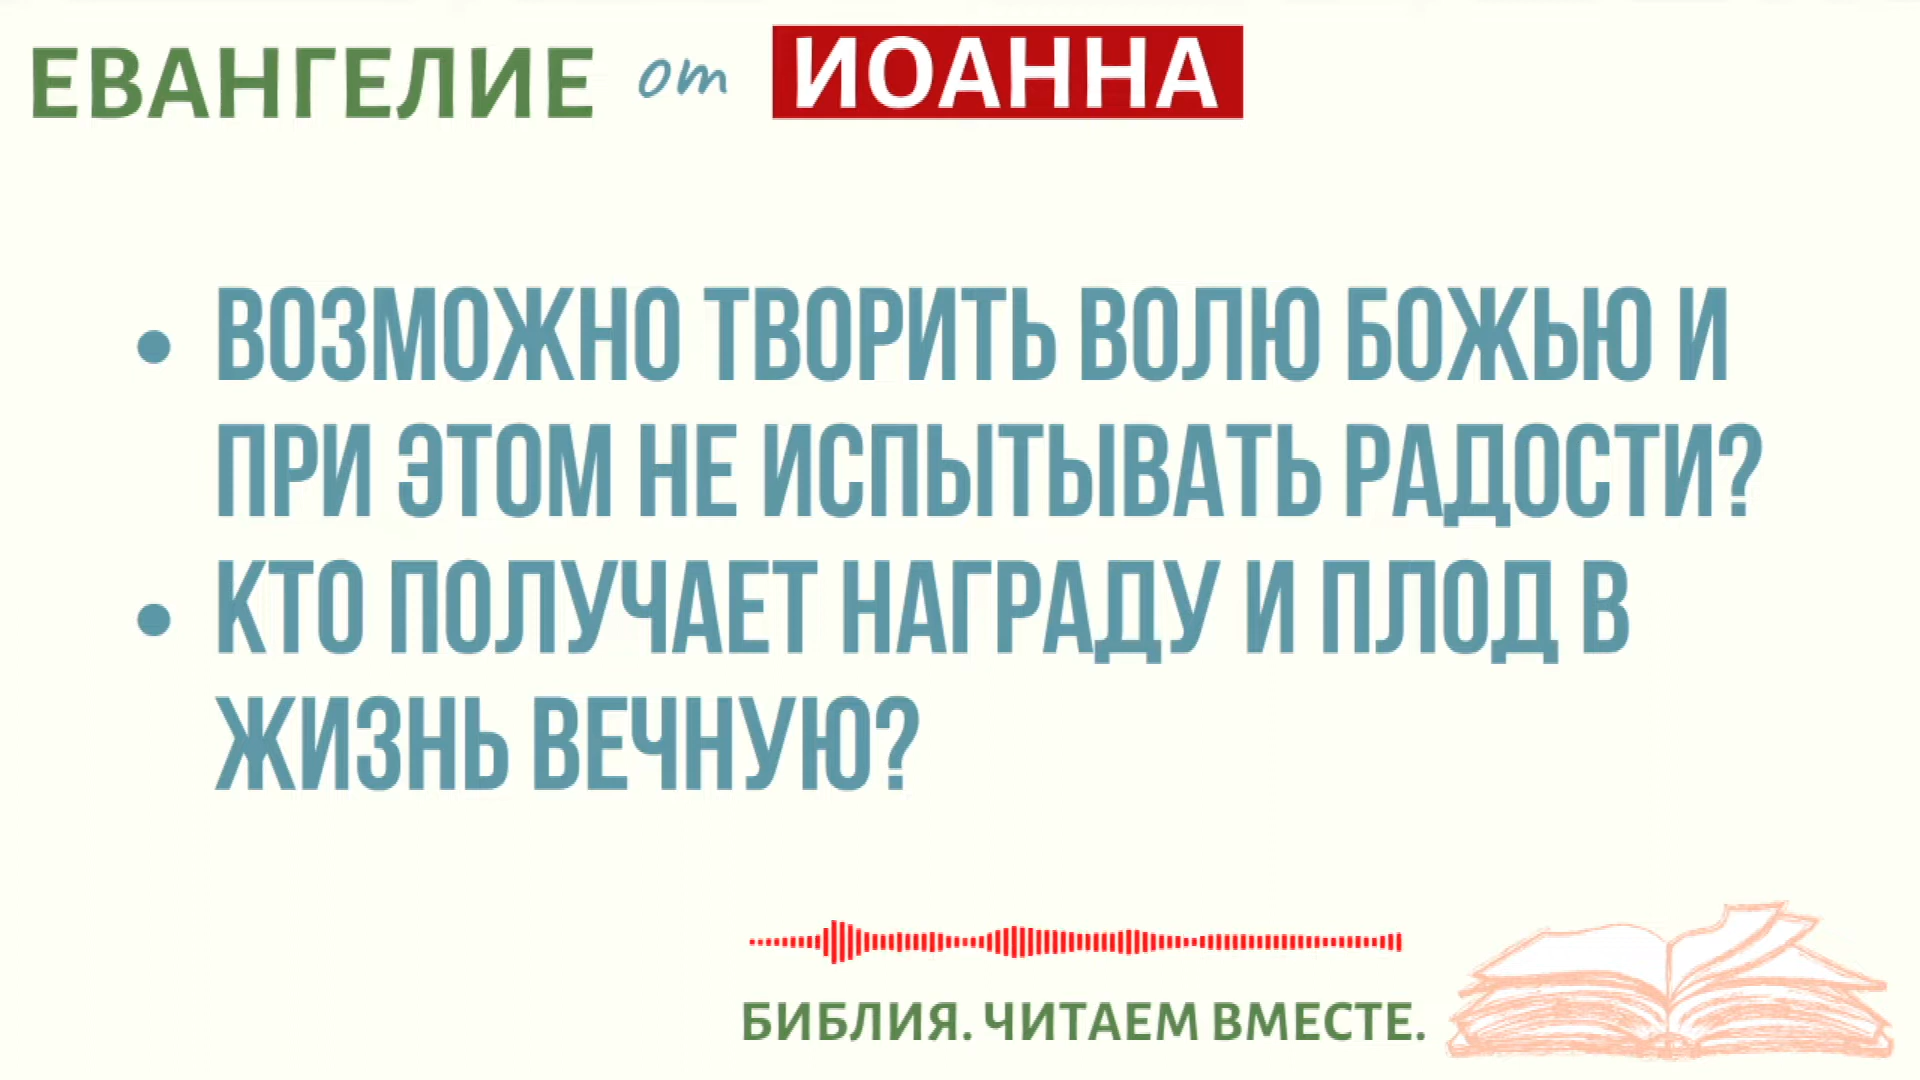 ЕВАНГЕЛИЕ от ИОАННА
• ВОЗМОЖНО ТВОРИТЬ ВОЛЮ БОЖЬЮ И
ПРИ ЭТОМ НЕ ИСПЫТЫВАТЬ РАДОСТИ?
• КТО ПОЛУЧАЕТ НАГРАДУ И ПЛОД В
ЖИЗНЬ ВЕЧНУЮ?
БИБЛИЯ. ЧИТАЕМ ВМЕСТЕ.